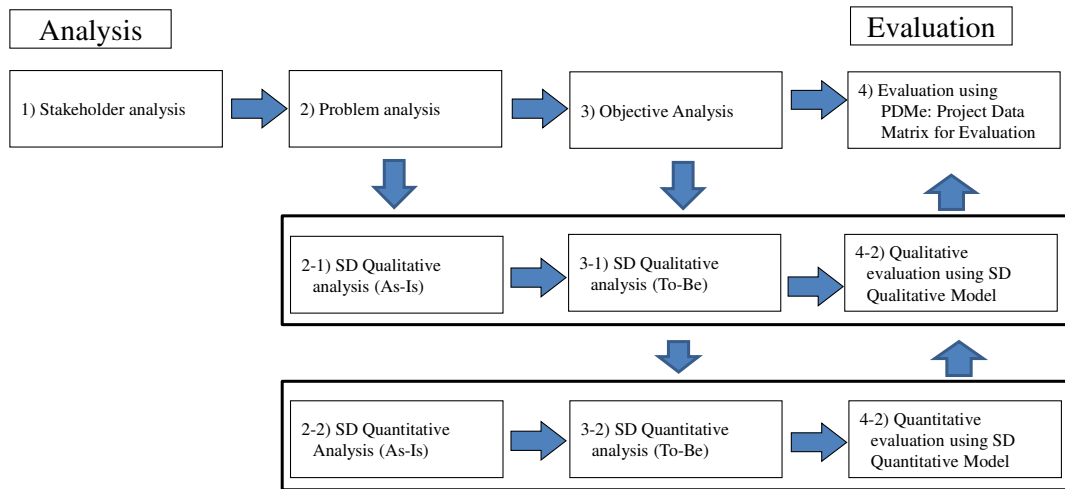 Analysis
Evaluation
1) Stakeholder analysis
2) Problem analysis
3) Objective Analysis
4) Evaluation using
PDMe: Project Data
Matrix for Evaluation
2-1) SD Qualitative
analysis (As-Is)
3-1) SD Qualitative
analysis (To-Be)
4-2) Qualitative
evaluation using SD
Qualitative Model
2-2) SD Quantitative
Analysis (As-Is)
3-2) SD Quantitative
analysis (To-Be)
4-2) Quantitative
evaluation using SD
Quantitative Model